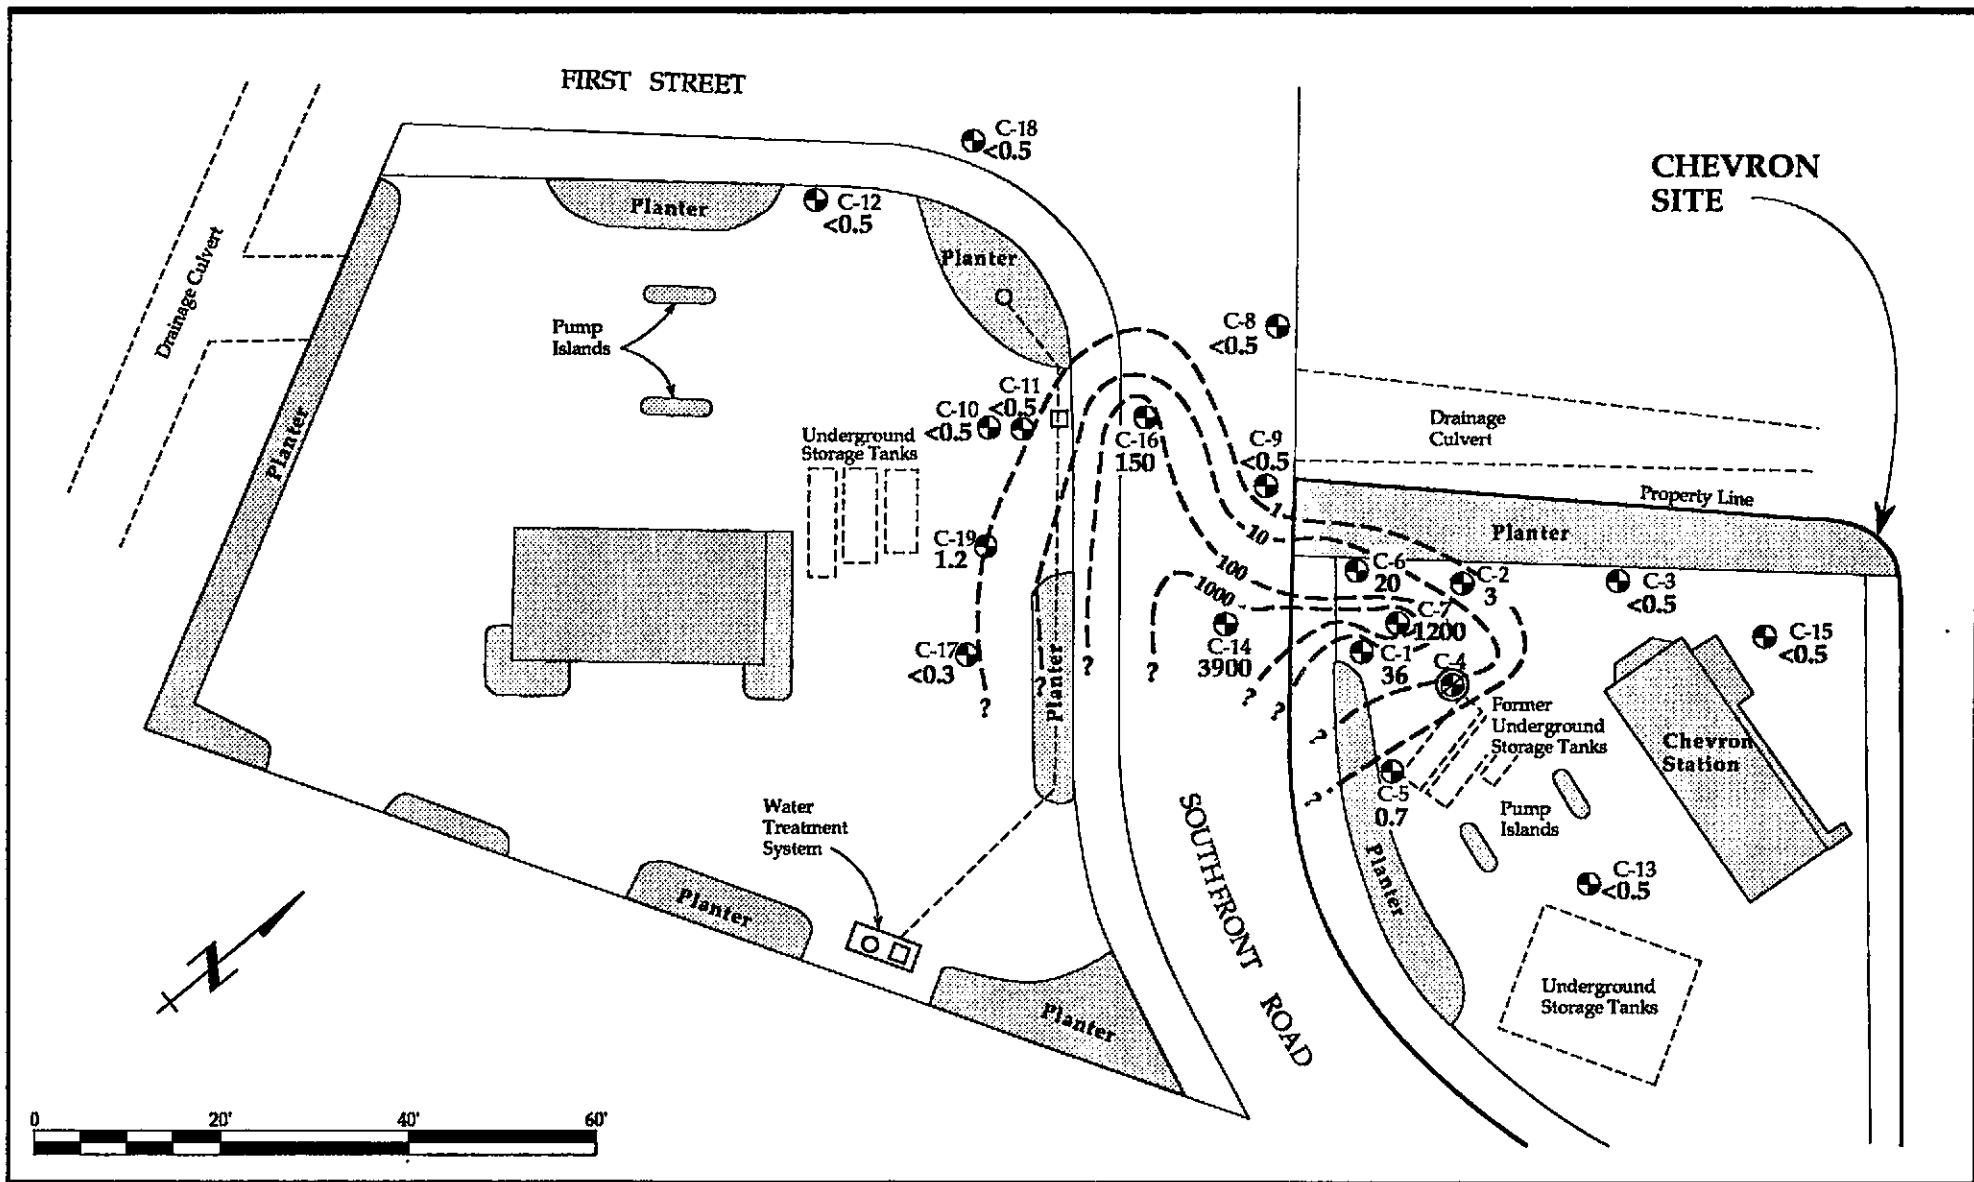 FIRST STREET
C-18
<0.5
CHEVRON
SITE
Planter
C-12
<0.5
Planter
Drainage Culvert
Pump
Islands
C-8
<0.5
C-11
<0.5
C-10
<0.5
Underground
Storage Tanks
C-16
150
C-9
<0.5
Drainage
Culvert
Property Line
Planter
Planter
1
10
100
1000
C-19
1.2
C-6
20
C-2
3
C-3
<0.5
C-7
1200
C-15
<0.5
C-17
<0.3
C-14
3900
C-1
36
C-4
?
?
?
?
?
?
?
?
Planter
Former
Underground
Storage Tanks
Chevron
Station
C-5
0.7
Pump
Islands
Water
Treatment
System
SOUTHFRONT ROAD
Planter
C-13
<0.5
Planter
Planter
Underground
Storage Tanks
N
0 20' 40' 60'